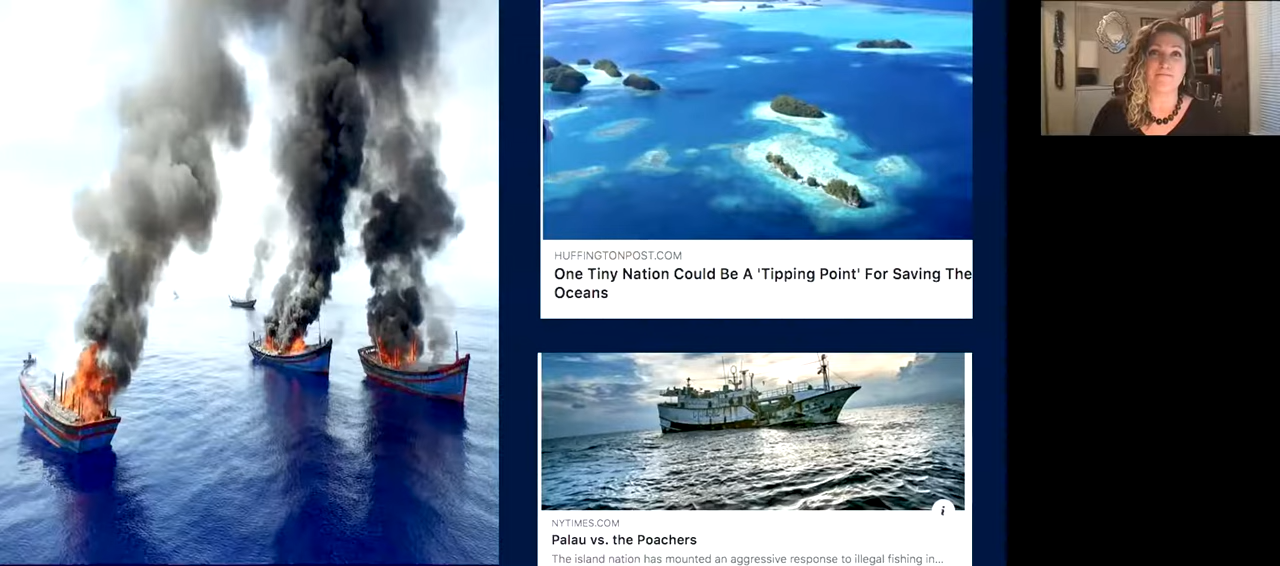 HUFFINGTONPOST.COM
One Tiny Nation Could Be A 'Tipping Point' For Saving The
Oceans
i
NYTIMES.COM
Palau vs. the Poachers
The island nation has mounted an aggressive response to illegal fishing in...